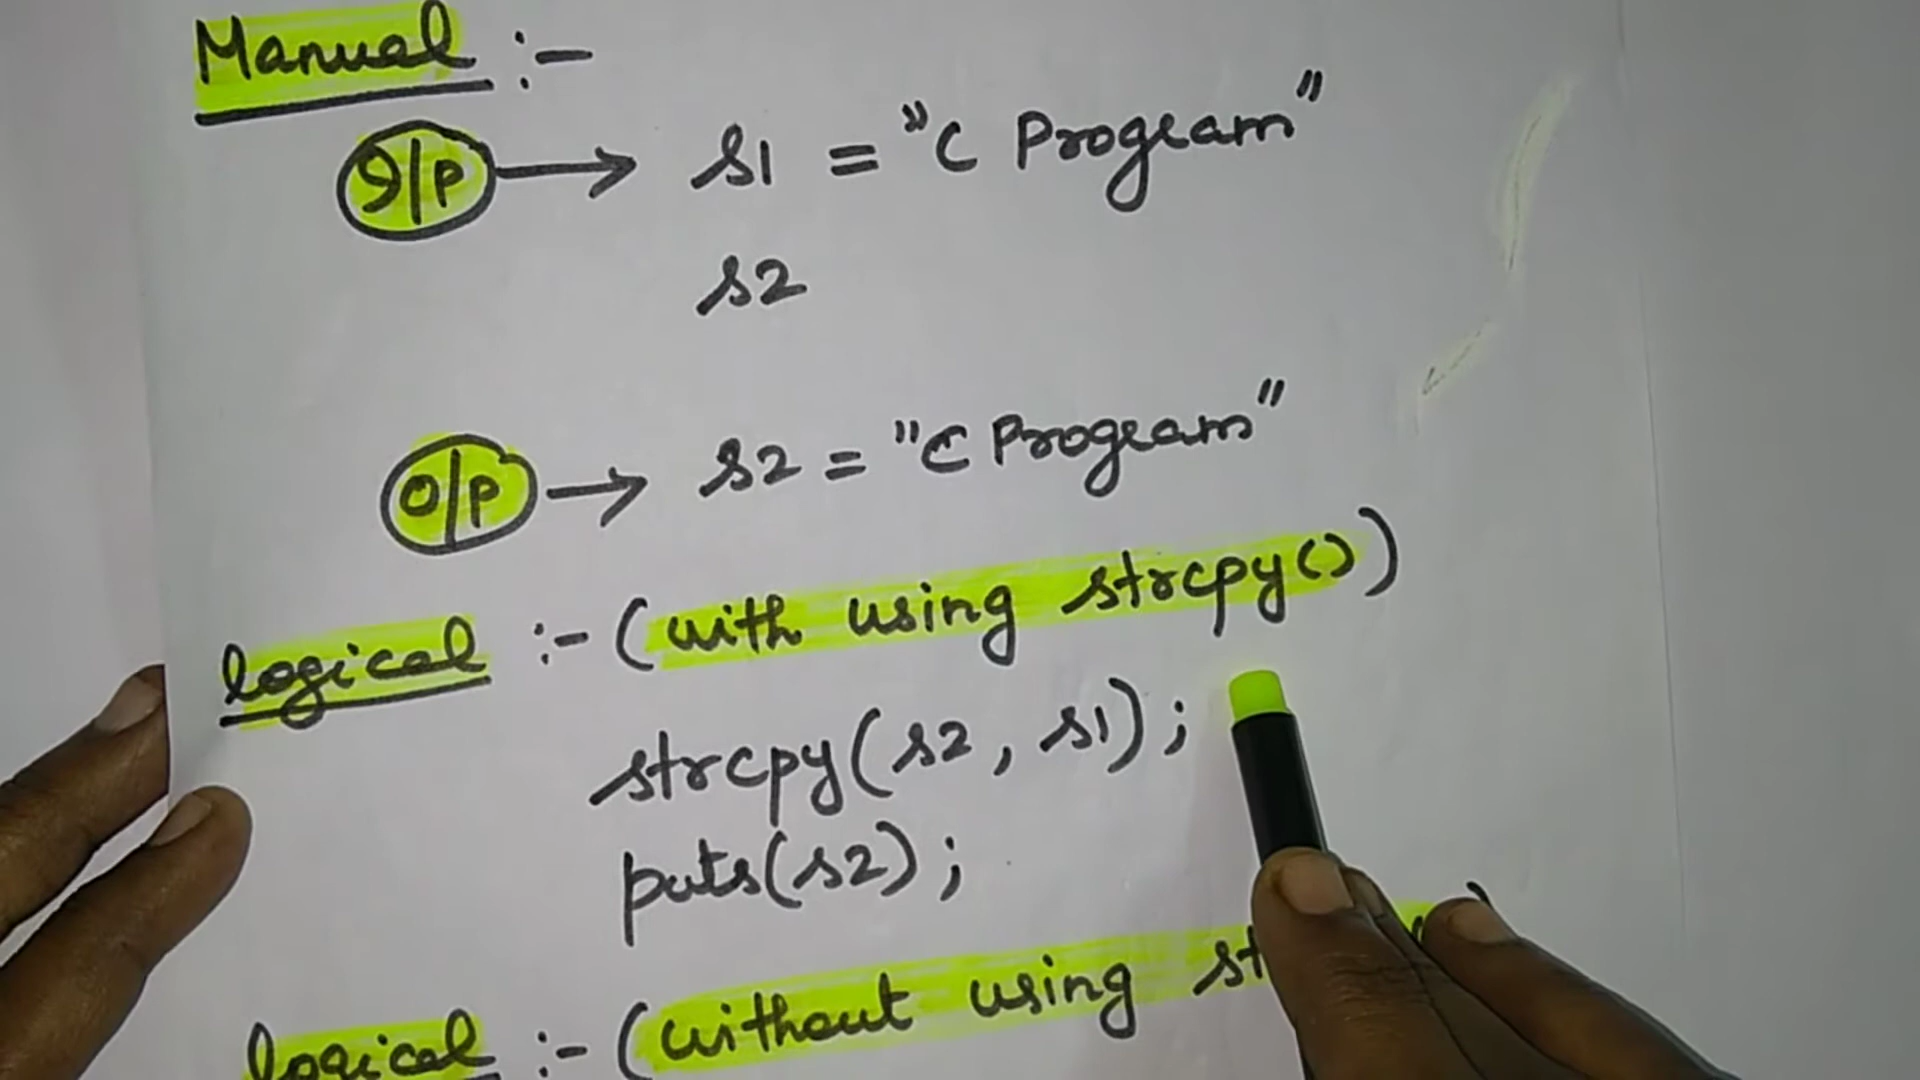 Manual :-
I/P → s1 = "C Program"
s2
O/P → s2 = "C Program"
logical :- (with using strcpy())
strcpy(s2, s1);
puts(s2);
logical :- (without using